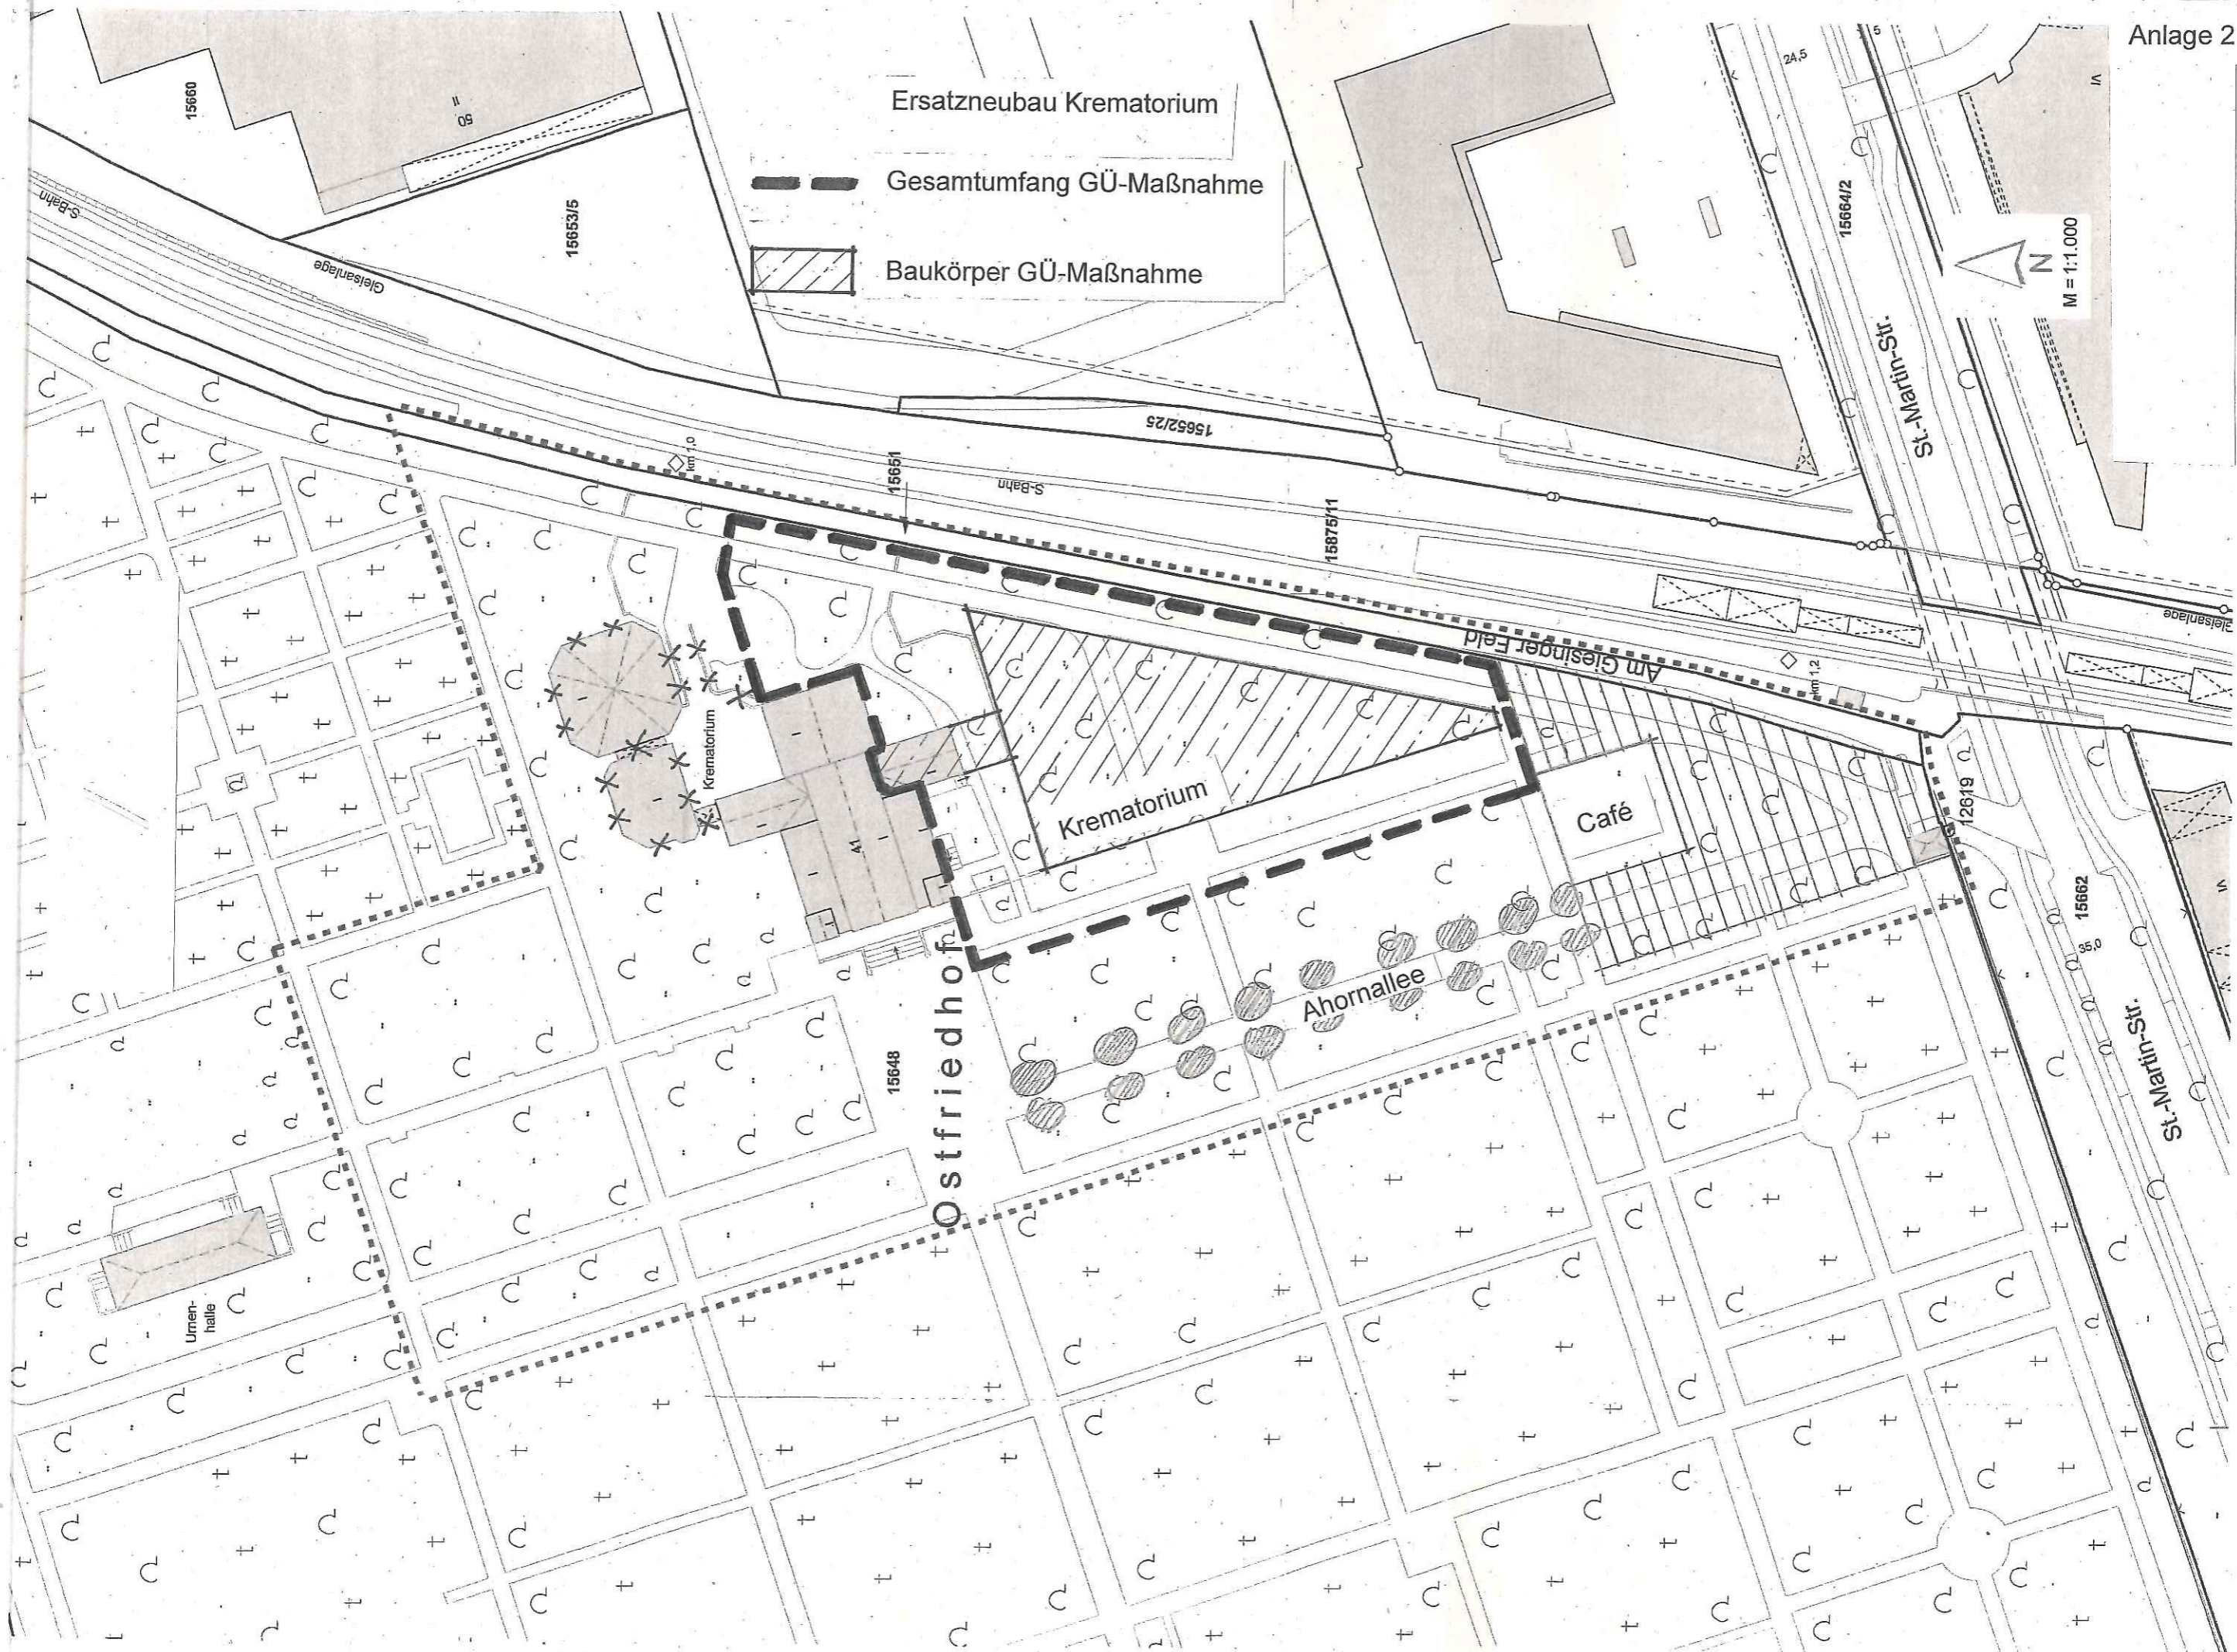 Anlage 2
Ersatzneubau Krematorium
Gesamtumfang GÜ-Maßnahme
Baukörper GÜ-Maßnahme
15660
II
50
S-Bahn
Gleisanlage
15653/5
15652/25
24,5
5
VI
15664/2
N
M = 1:1.000
St.-Martin-Str.
km 1,0
15651
S-Bahn
15875/11
Am Giesinger Feld
km 1,2
Gleisanlage
Krematorium
41
Krematorium
Café
12619
15662
35,0
Ahornallee
Ostfriedhof
15648
St.-Martin-Str.
Urnen-
halle